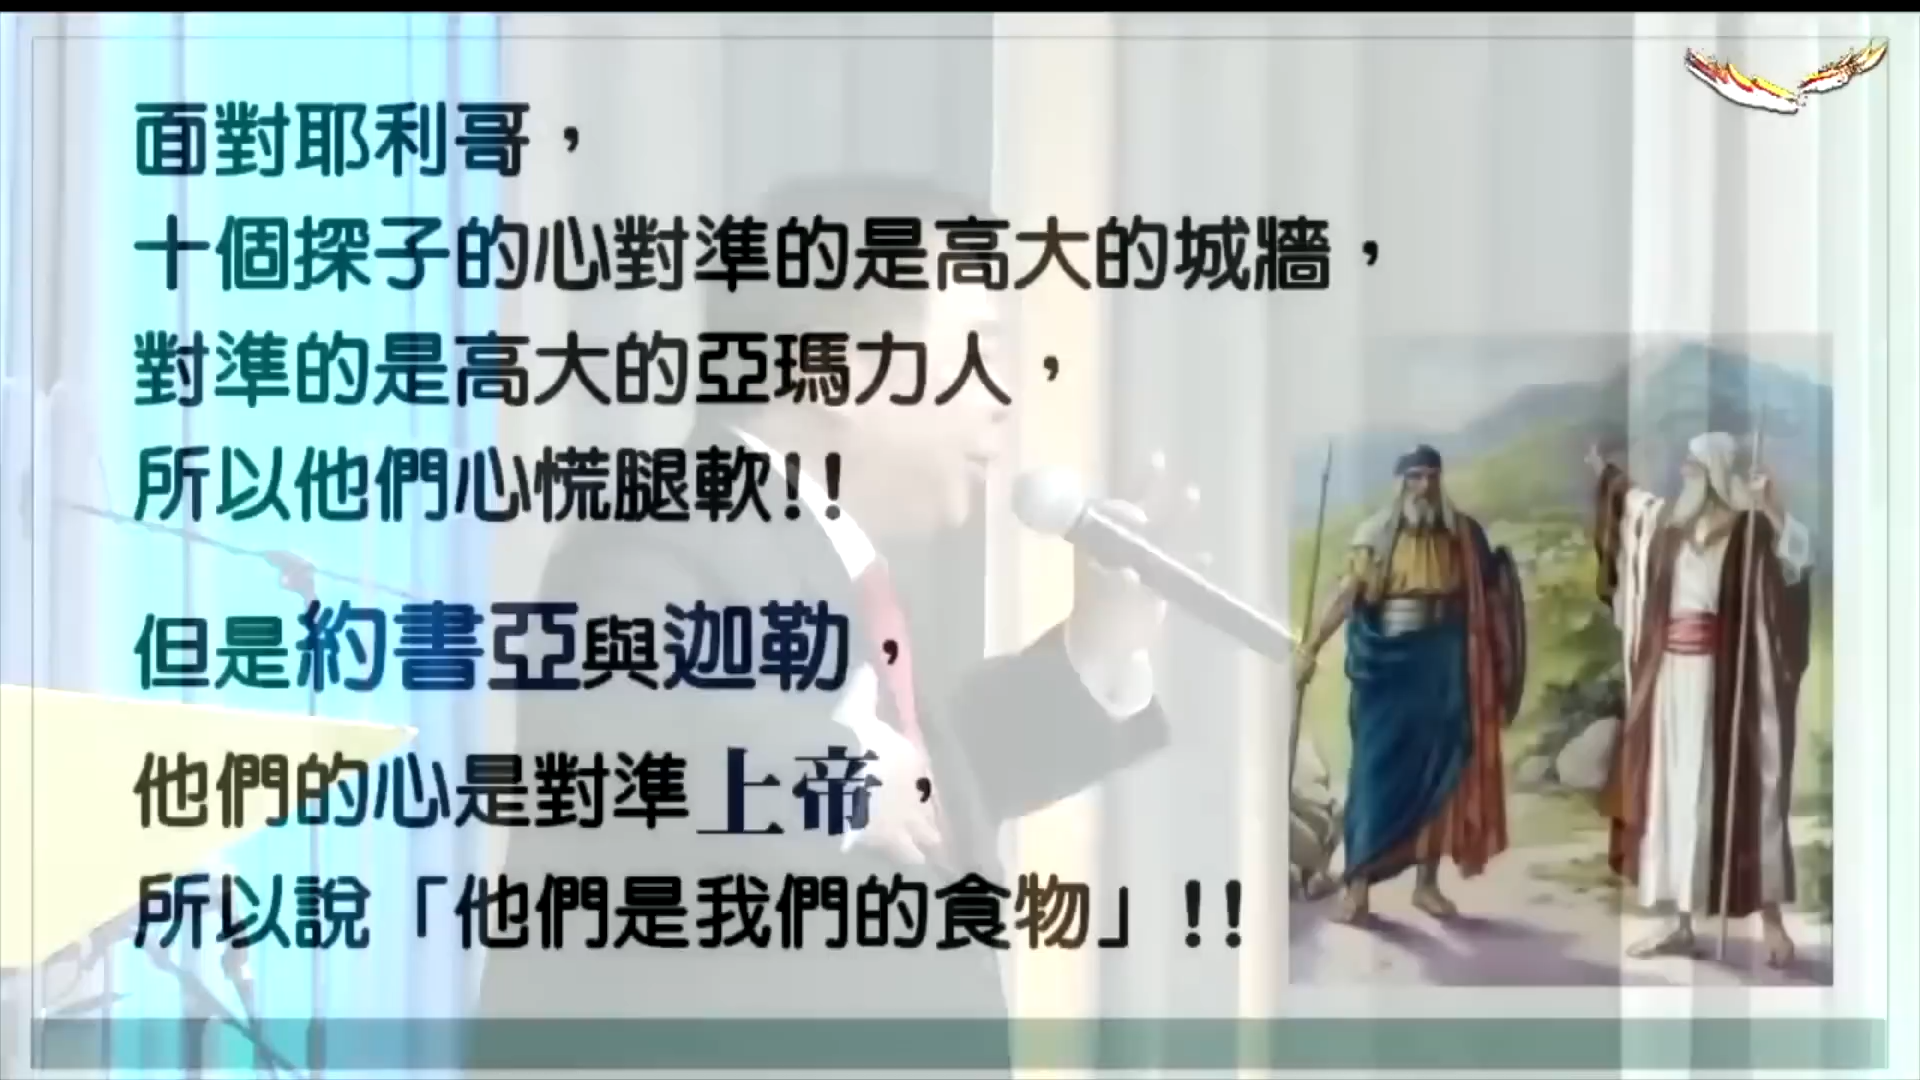 面對耶利哥，
十個探子的心對準的是高大的城牆，
對準的是高大的亞瑪力人，
所以他們心慌腿軟!!
但是約書亞與迦勒，
他們的心是對準上帝，
所以說「他們是我們的食物」!!